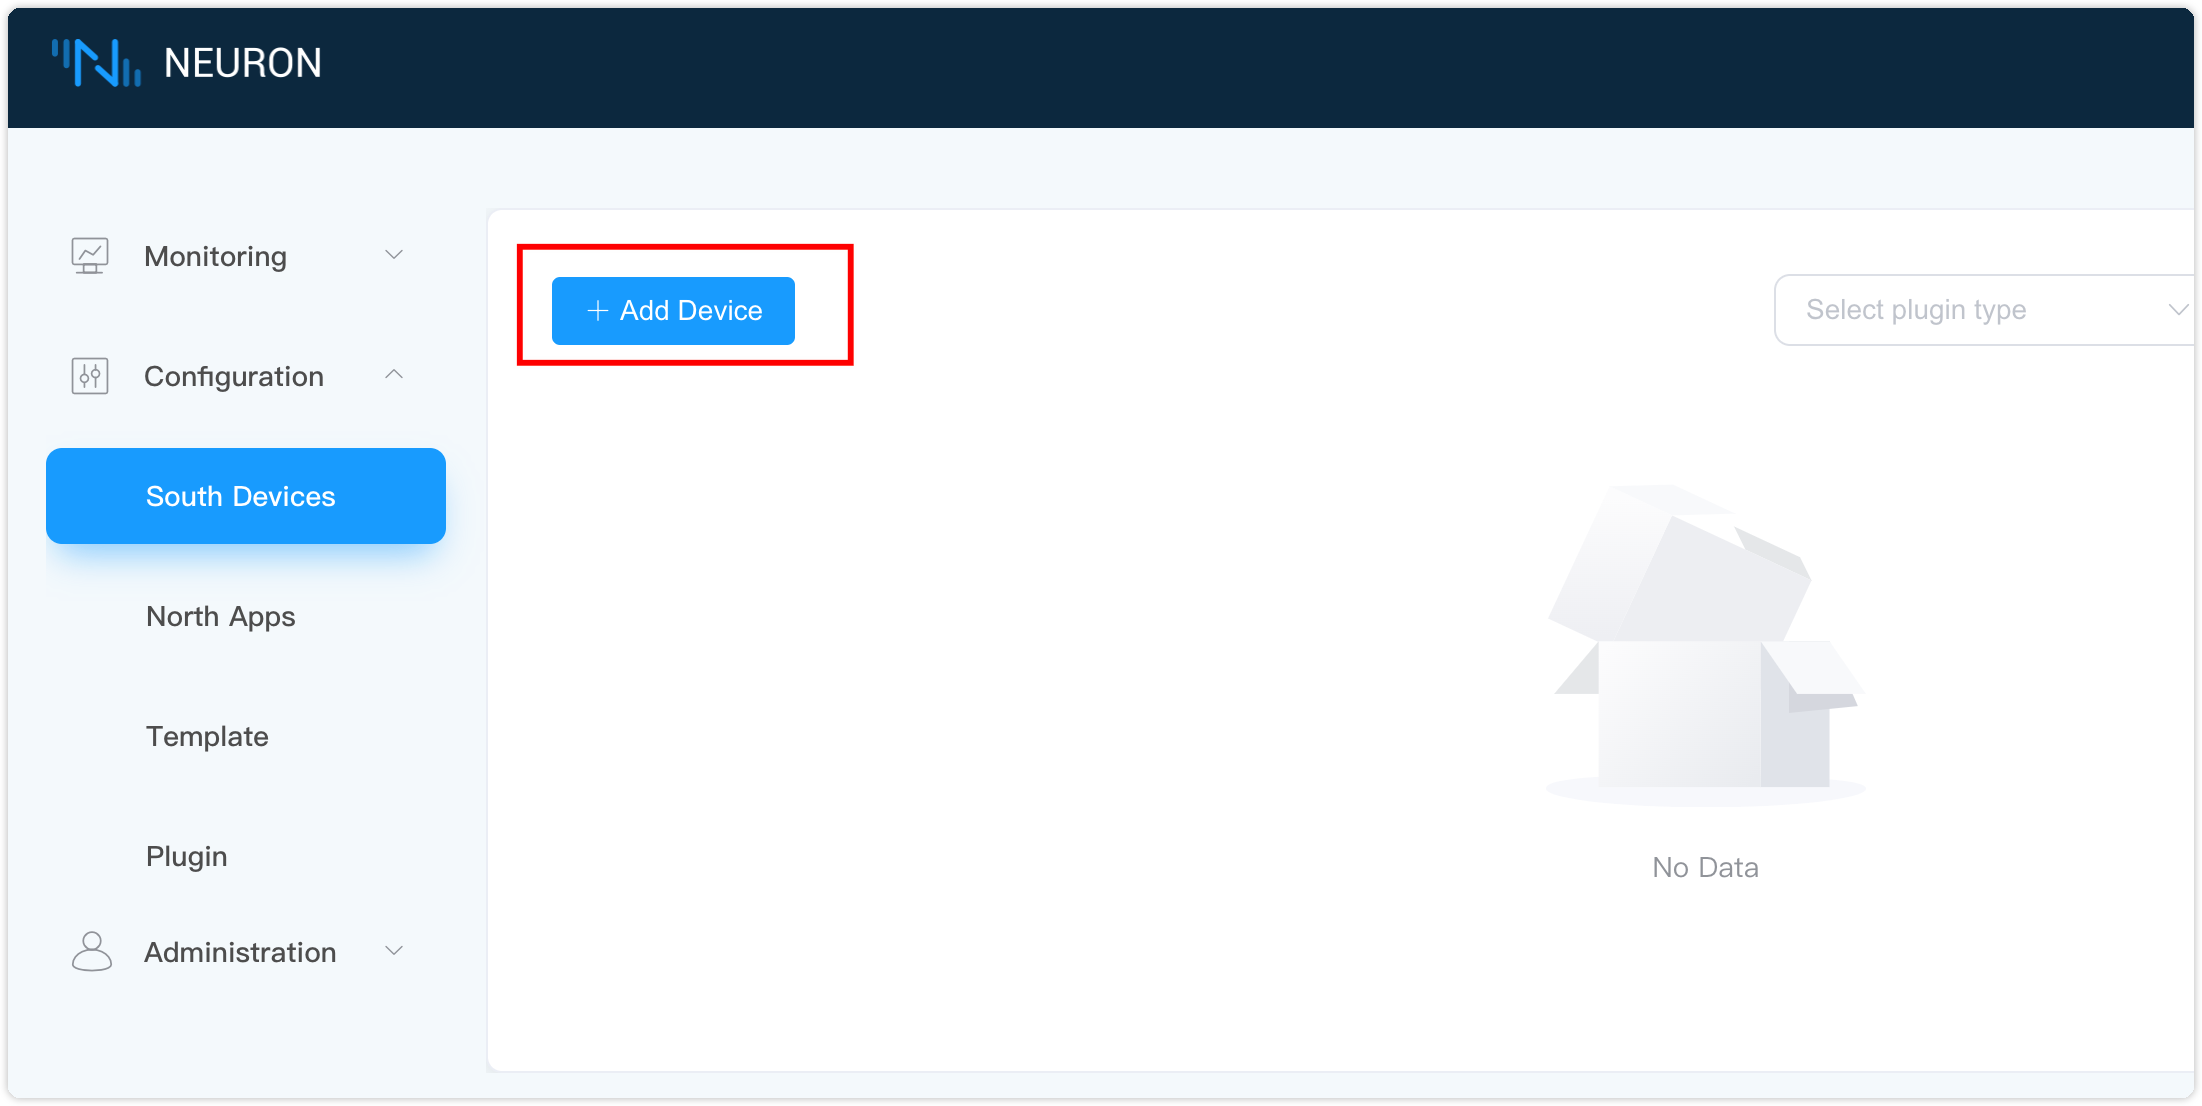 NEURON
Monitoring
Configuration
South Devices
North Apps
Template
Plugin
Administration
+ Add Device
Select plugin type
No Data